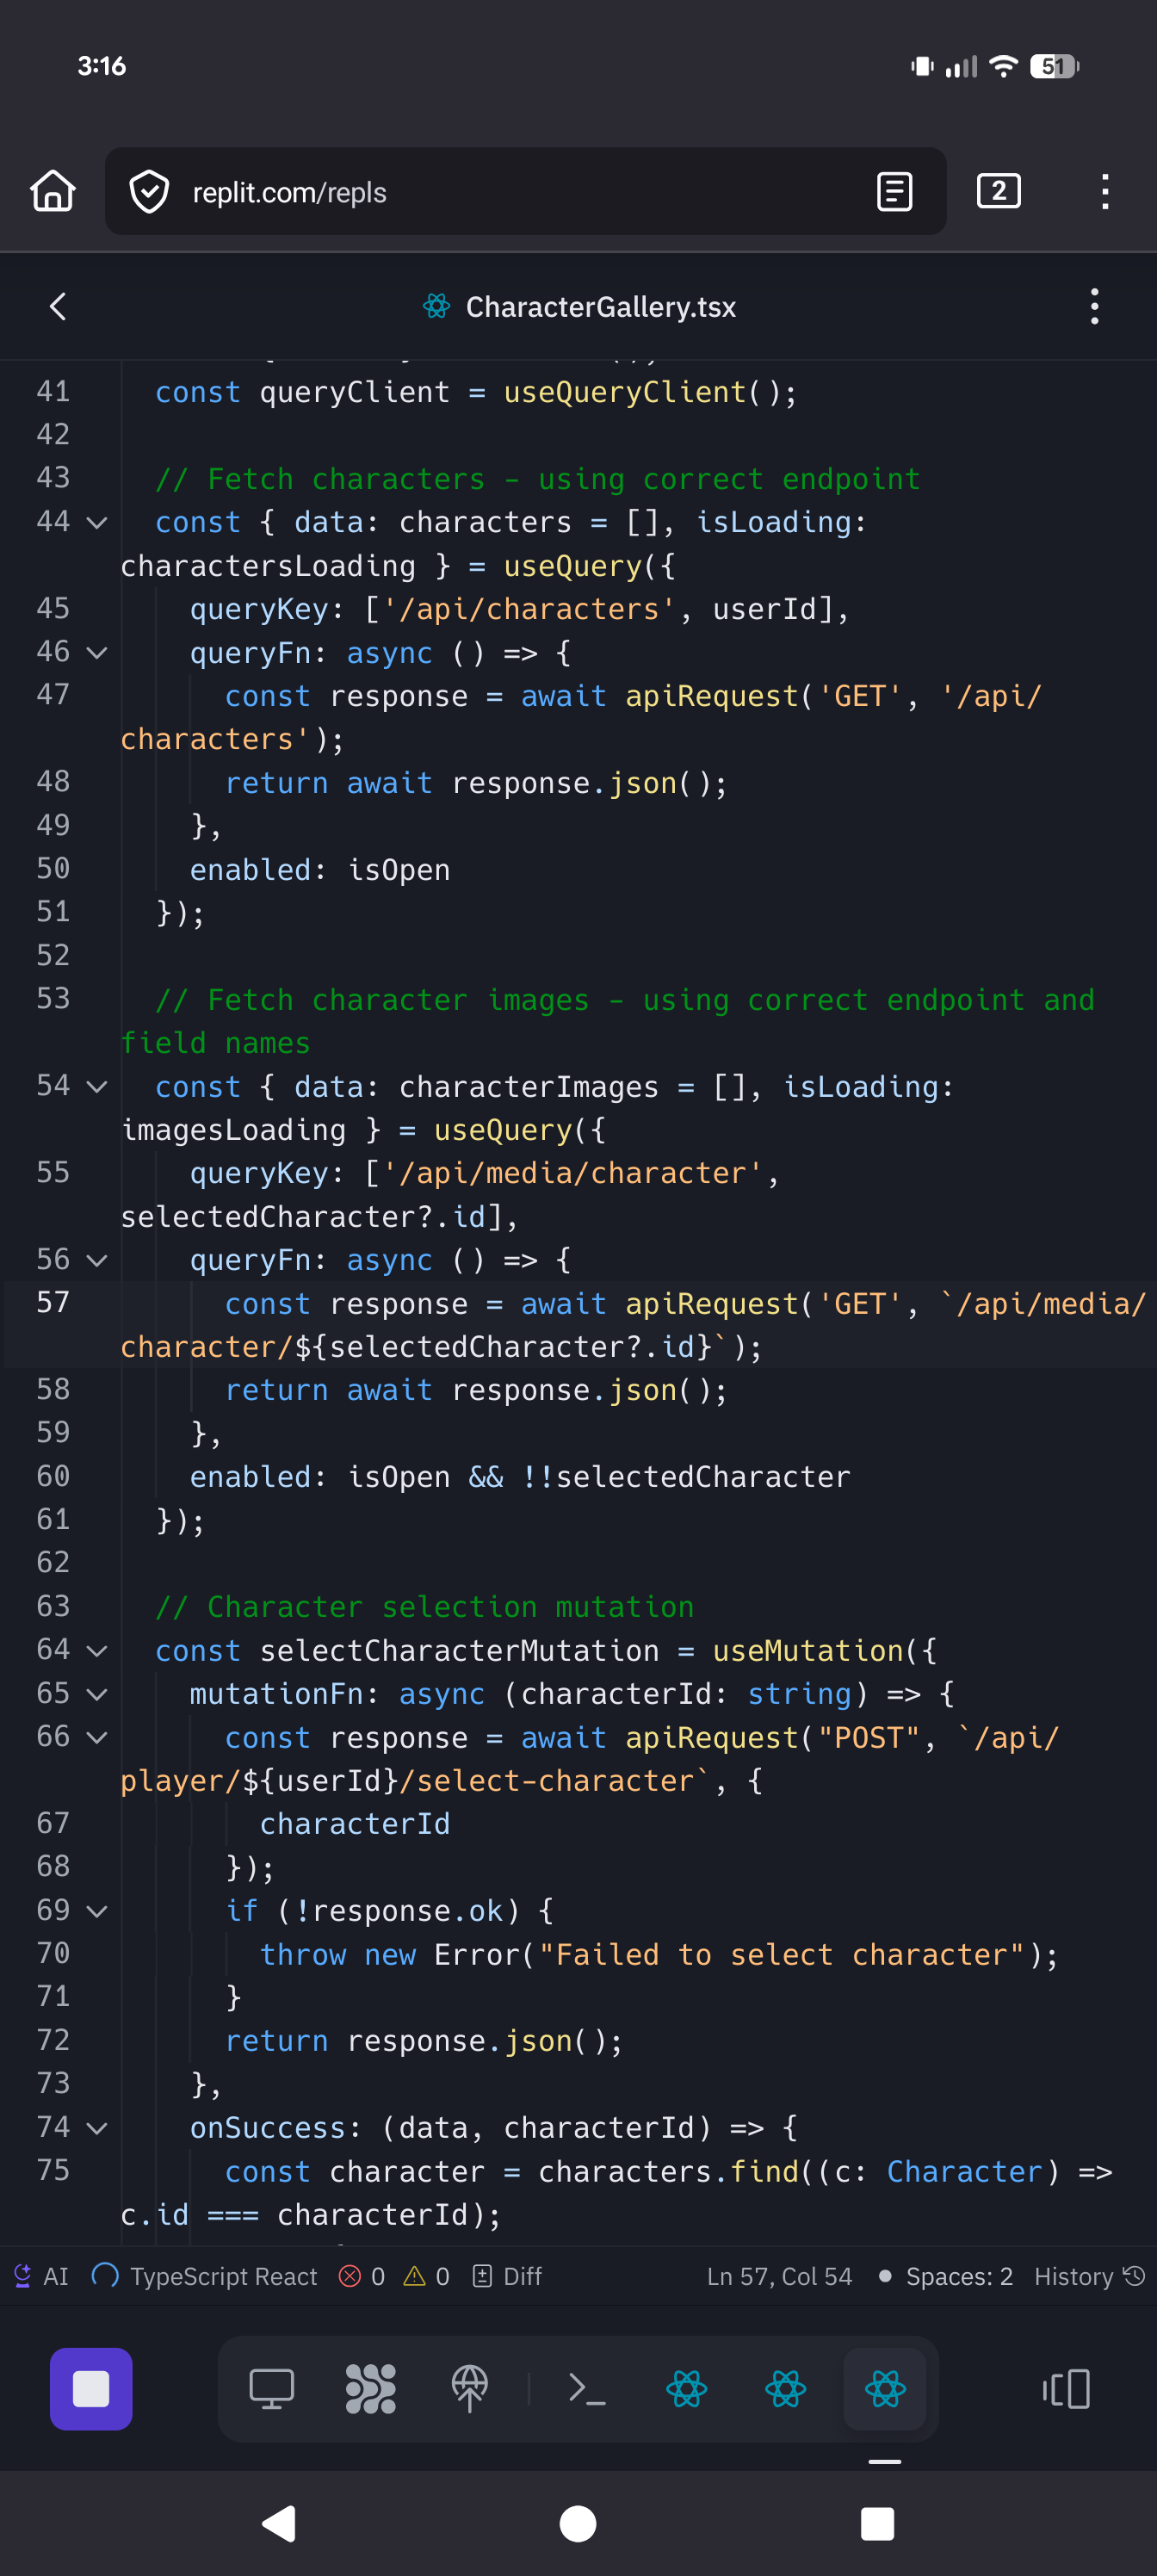 3:16
51
replit.com/repls
2
CharacterGallery.tsx
41 const queryClient = useQueryClient();
42
43 // Fetch characters - using correct endpoint
44 const { data: characters = [], isLoading:
charactersLoading } = useQuery({
45 queryKey: ['/api/characters', userId],
46 queryFn: async () => {
47 const response = await apiRequest('GET', '/api/
characters');
48 return await response.json();
49 },
50 enabled: isOpen
51 });
52
53 // Fetch character images - using correct endpoint and
field names
54 const { data: characterImages = [], isLoading:
imagesLoading } = useQuery({
55 queryKey: ['/api/media/character',
selectedCharacter?.id],
56 queryFn: async () => {
57 const response = await apiRequest('GET', `/api/media/
character/${selectedCharacter?.id}`);
58 return await response.json();
59 },
60 enabled: isOpen && !!selectedCharacter
61 });
62
63 // Character selection mutation
64 const selectCharacterMutation = useMutation({
65 mutationFn: async (characterId: string) => {
66 const response = await apiRequest("POST", `/api/
player/${userId}/select-character`, {
67 characterId
68 });
69 if (!response.ok) {
70 throw new Error("Failed to select character");
71 }
72 return response.json();
73 },
74 onSuccess: (data, characterId) => {
75 const character = characters.find((c: Character) =>
c.id === characterId);
AI TypeScript React 0 0 Diff Ln 57, Col 54 Spaces: 2 History